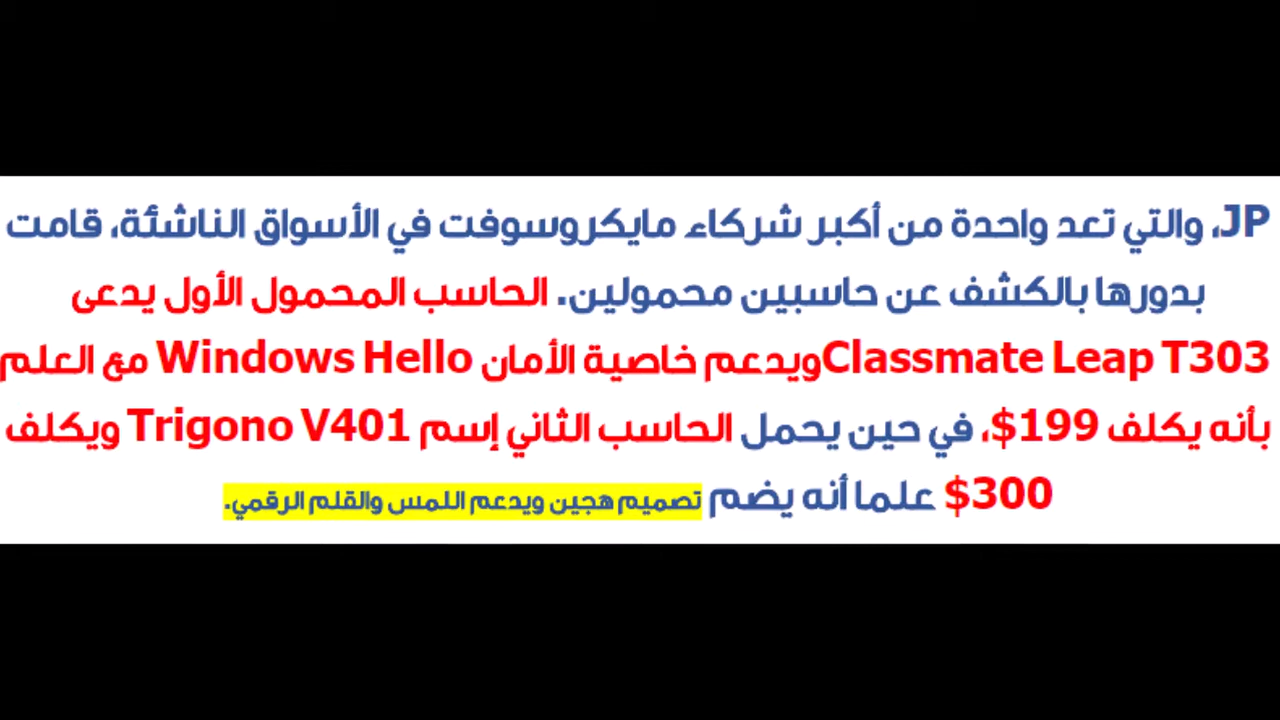 JP، والتي تعد واحدة من أكبر شركاء مايكروسوفت في الأسواق الناشئة، قامت
بدورها بالكشف عن حاسبين محمولين. الحاسب المحمول الأول يدعى
Classmate Leap T303ويدعم خاصية الأمان Windows Hello مع العلم
بأنه يكلف 199$، في حين يحمل الحاسب الثاني إسم Trigono V401 ويكلف
300$ علما أنه يضم تصميم هجين ويدعم اللمس والقلم الرقمي.